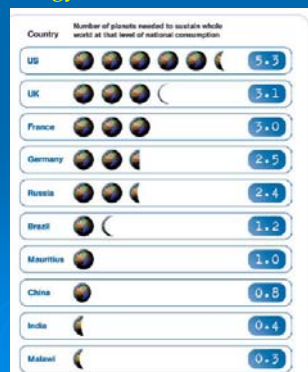 Country
Number of planets needed to sustain whole
world at that level of national consumption
US 5.3
UK 3.1
France 3.0
Germany 2.5
Russia 2.4
Brazil 1.2
Mauritius 1.0
China 0.8
India 0.4
Malawi 0.3